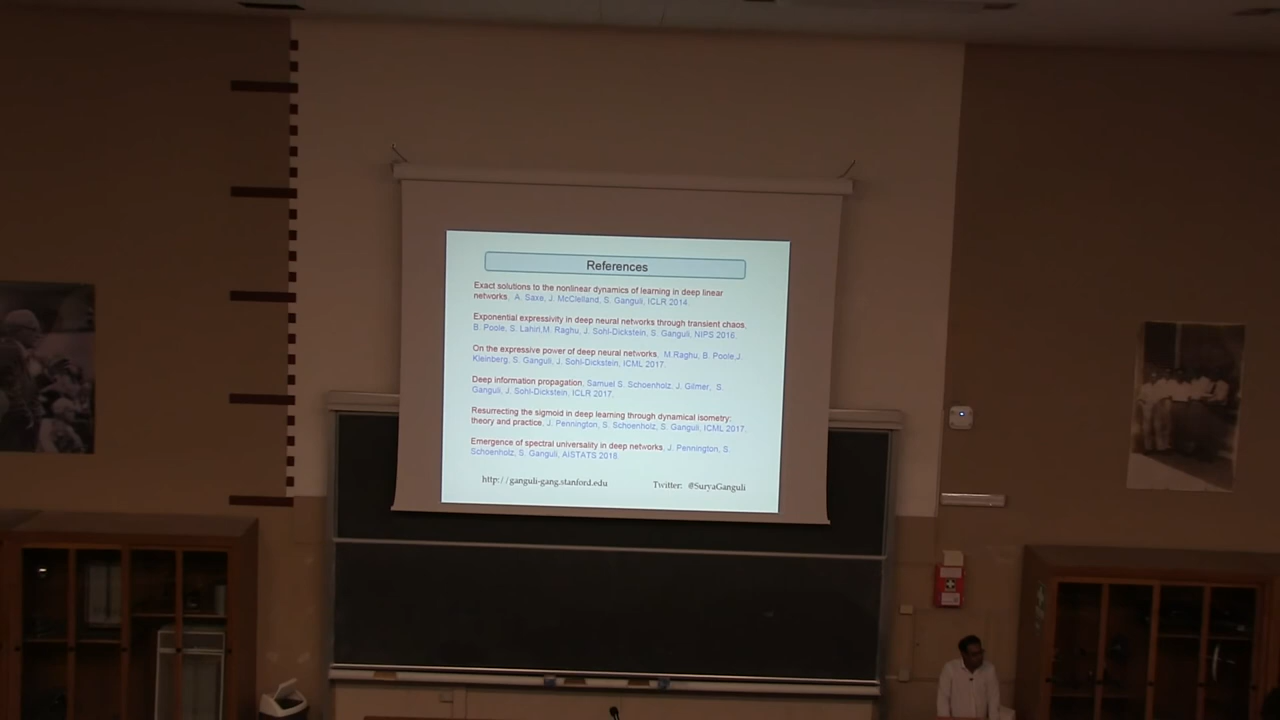 References
Exact solutions to the nonlinear dynamics of learning in deep linear
networks, A. Saxe, J. McClelland, S. Ganguli, ICLR 2014.
Exponential expressivity in deep neural networks through transient chaos,
B. Poole, S. Lahiri,M. Raghu, J. Sohl-Dickstein, S. Ganguli, NIPS 2016.
On the expressive power of deep neural networks, M.Raghu, B. Poole,J.
Kleinberg, S. Ganguli, J. Sohl-Dickstein, ICML 2017.
Deep information propagation, Samuel S. Schoenholz, J. Gilmer, S.
Ganguli, J. Sohl-Dickstein, ICLR 2017.
Resurrecting the sigmoid in deep learning through dynamical isometry:
theory and practice, J. Pennington, S. Schoenholz, S. Ganguli, ICML 2017.
Emergence of spectral universality in deep networks, J. Pennington, S.
Schoenholz, S. Ganguli, AISTATS 2018.
http://ganguli-gang.stanford.edu Twitter: @SuryaGanguli